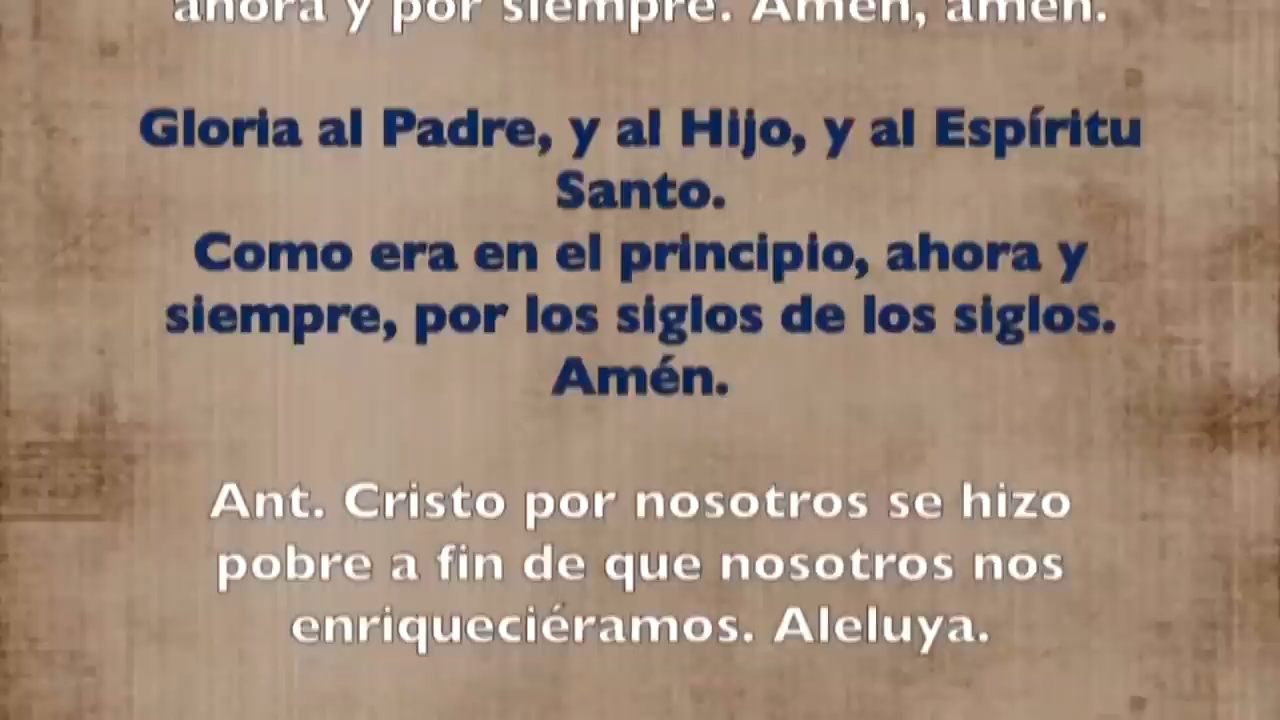 ahora y por siempre. Amén, amén.
Gloria al Padre, y al Hijo, y al Espíritu
Santo.
Como era en el principio, ahora y
siempre, por los siglos de los siglos.
Amén.
Ant. Cristo por nosotros se hizo
pobre a fin de que nosotros nos
enriqueciéramos. Aleluya.